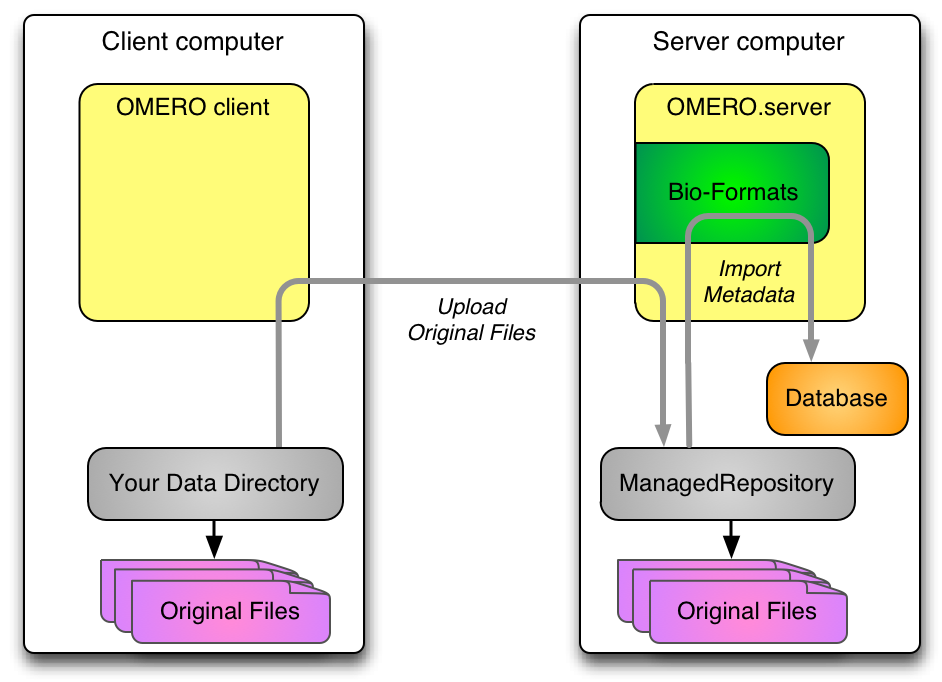 Client computer
OMERO client
Your Data Directory
Original Files
Upload
Original Files
Server computer
OMERO.server
Bio-Formats
Import
Metadata
Database
ManagedRepository
Original Files